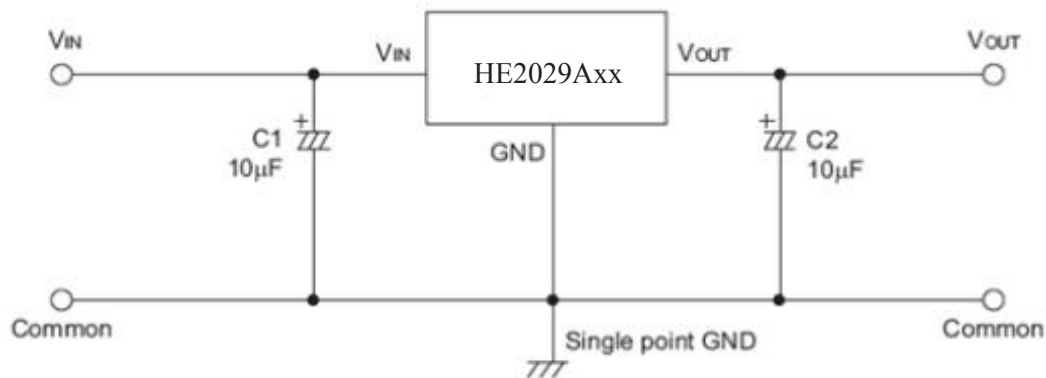 VIN
VIN
HE2029Axx
VOUT
VOUT
+
C1
10μF
GND
+
C2
10μF
Common
Single point GND
Common